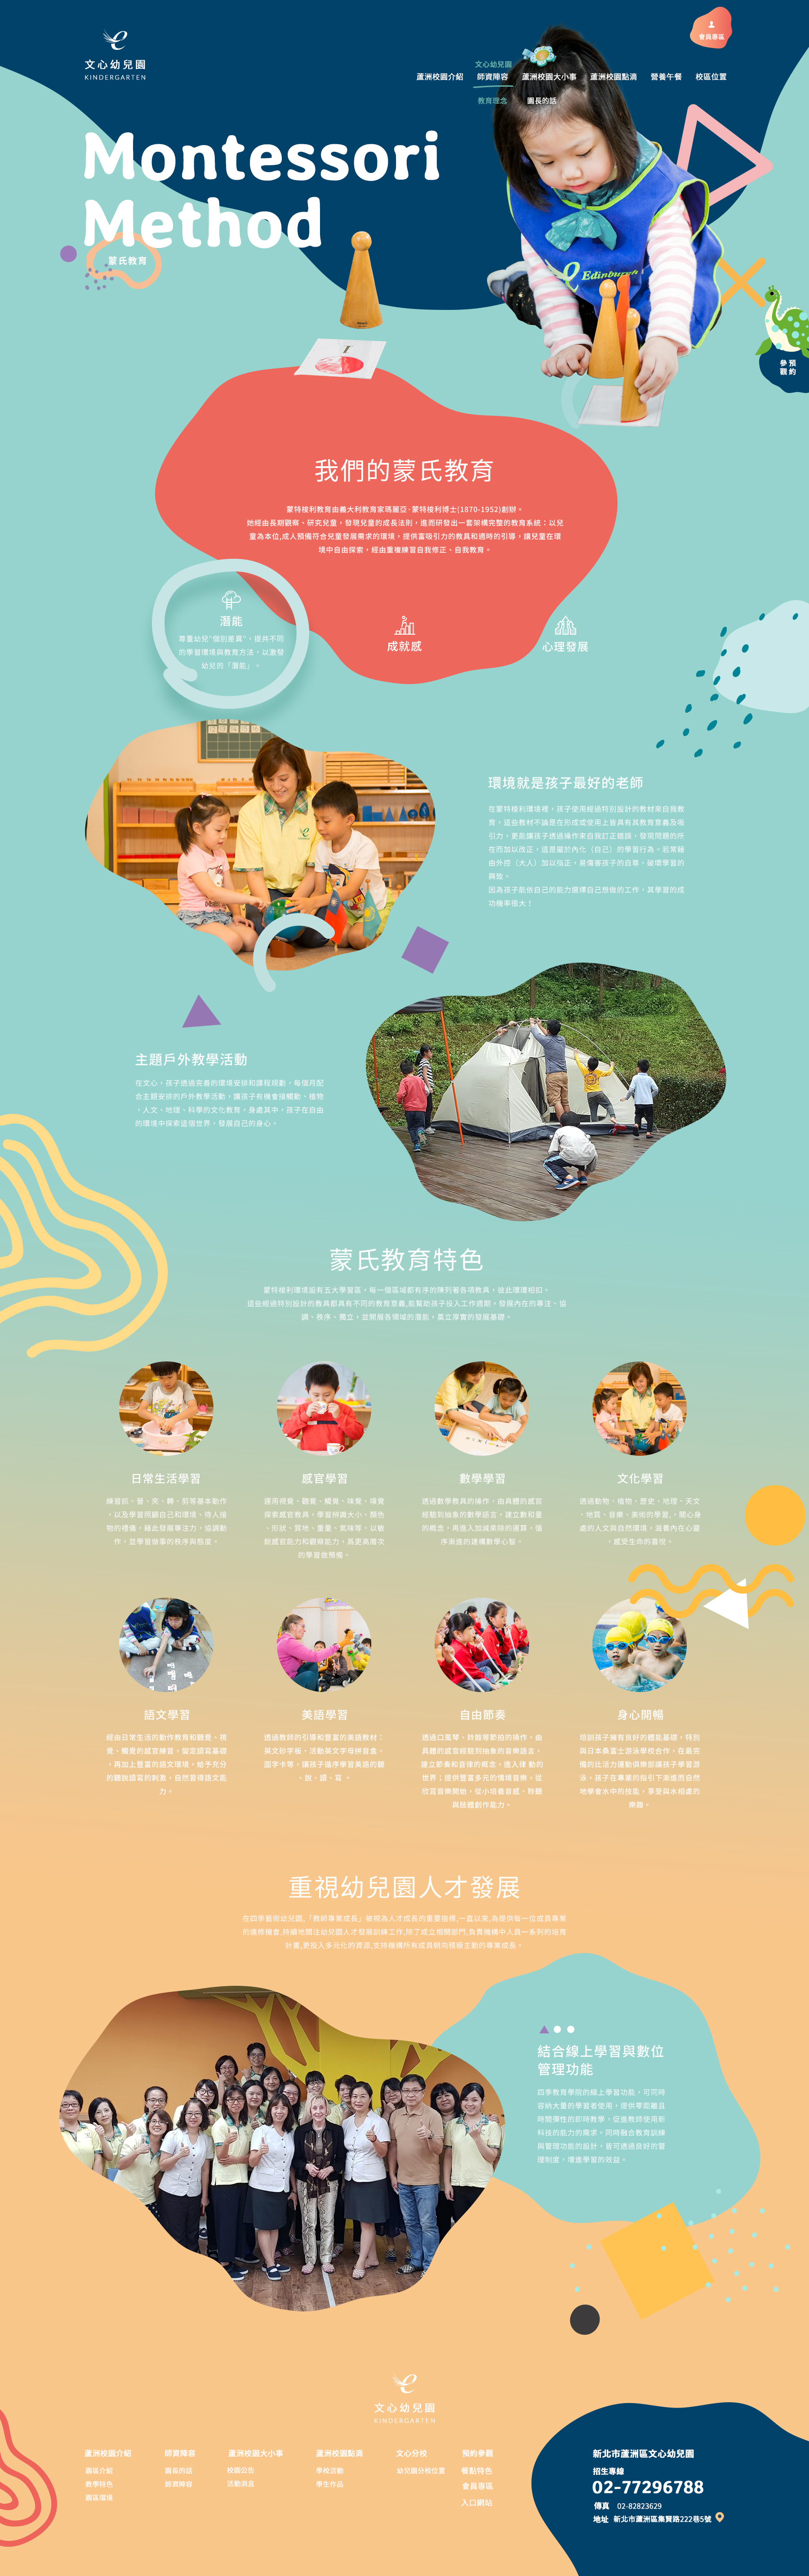 文心幼兒園
KINDERGARTEN
會員專區
文心幼兒園
蘆洲校園介紹 師資陣容 蘆洲校園大小事 蘆洲校園點滴 營養午餐 校區位置
教育理念 園長的話
Montessori
Method
蒙氏教育
Edinburgh
參觀
預約
我們的蒙氏教育
蒙特梭利教育由義大利教育家瑪麗亞·蒙特梭利博士(1870-1952)創辦。
她經由長期觀察、研究兒童，發現兒童的成長法則，進而研發出一套架構完整的教育系統：以兒
童為本位,成人預備符合兒童發展需求的環境，提供富吸引力的教具和適時的引導，讓兒童在環
境中自由探索，經由重複練習自我修正、自我教育。
潛能
尊重幼兒"個別差異"，提共不同
的學習環境與教育方法，以激發
幼兒的「潛能」。
成就感
心理發展
環境就是孩子最好的老師
在蒙特梭利環境裡，孩子使用經過特別設計的教材來自我教
育。這些教材不論是在形成或使用上皆具有其教育意義及吸
引力，更能讓孩子透過操作來自我訂正錯誤，發現問題的所
在而加以改正，這是屬於內化（自己）的學習行為，若常藉
由外控（大人）加以指正，易傷害孩子的自尊、破壞學習的
興致。
因為孩子能依自己的能力選擇自己想做的工作，其學習的成
功機率很大！
主題戶外教學活動
在文心，孩子透過完善的環境安排和課程規劃，每個月配
合主題安排的戶外教學活動，讓孩子有機會接觸動、植物
、人文、地理、科學的文化教育，身處其中，孩子在自由
的環境中探索這個世界，發展自己的身心。
蒙氏教育特色
蒙特梭利環境設有五大學習區，每一個區域都有序的陳列著各項教具，彼此環環相扣。
這些經過特別設計的教具都具有不同的教育意義,能幫助孩子投入工作週期，發展內在的專注、協
調、秩序、獨立，並開展各領域的潛能，奠立厚實的發展基礎。
日常生活學習
練習抓、發、夾、轉、剪等基本動作
，以及學習照顧自己和環境、待人接
物的禮儀，藉此發展專注力、協調動
作，並學習做事的秩序與態度。
感官學習
運用視覺、聽覺、觸覺、味覺、嗅覺
探索感官教具，學習辨識大小、顏色
、形狀、質地、重量、氣味等，以敏
銳感官能力和觀察能力，爲更高層次
的學習做預備。
數學學習
透過數學教具的操作，由具體的感官
經驗到抽象的數學語言，建立數和量
的概念，再進入加減乘除的運算，循
序漸進的建構數學心智。
文化學習
透過動物、植物、歷史、地理、天文
、地質、音樂、美術的學習,，關心身
處的人文與自然環境，滋養內在心靈
，感受生命的喜悅。
語文學習
經由日常生活的動作教育和聽覺、視
覺、觸覺的感官練習，鎖定讀寫基礎
，再加上豐富的語文環境，給予充分
的聽說讀寫的刺激，自然習得語文能
力。
美語學習
透過教師的引導和豐富的美語教材：
英文砂字板、活動英文字母拼音盒、
圖字卡等，讓孩子循序學習美語的聽
、說、讀、寫 。
自由節奏
透過口風琴、鈴鼓等節拍的操作，由
具體的感官經驗到抽象的音樂語言，
建立節奏和音律的概念，進入律 動的
世界；提供豐富多元的情境音樂，從
欣賞音樂開始，從小培養音感、聆聽
與肢體創作能力。
身心開暢
培訓孩子擁有良好的體能基礎，特別
與日本桑富士游泳學校合作，在最完
備的比活力運動俱樂部讓孩子學習游
泳。孩子在專業的指引下漸進而自然
地學會水中的技能，享受與水相處的
樂趣。
重視幼兒園人才發展
在四季藝術幼兒園,「教師專業成長」被視為人才成長的重要指標,一直以來,為提供每一位成員專業
的進修機會,持續地關注幼兒園人才發展訓練工作,除了成立相關部門,負責機構中人員一系列的培育
計畫,更投入多元化的資源,支持機構所有成員朝向積極主動的專業成長。
結合線上學習與數位
管理功能
四季教育學院的線上學習功能，可同時
容納大量的學習者使用，提供零距離且
時間彈性的即時教學，促進教師使用新
科技的能力的需求。同時融合教育訓練
與管理功能的設計，皆可透過良好的管
理制度，增進學習的效益。
文心幼兒園
KINDERGARTEN
蘆洲校園介紹 師資陣容 蘆洲校園大小事 蘆洲校園點滴 文心分校 預約參觀
園區介紹 園長的話 校園公告 學校活動 幼兒園分校位置 餐點特色
教學特色 師資陣容 活動消息 學生作品 會員專區
園區環境 入口網站
新北市蘆洲區文心幼兒園
招生專線
02-77296788
傳真 02-82823629
地址 新北市蘆洲區集賢路222巷5號